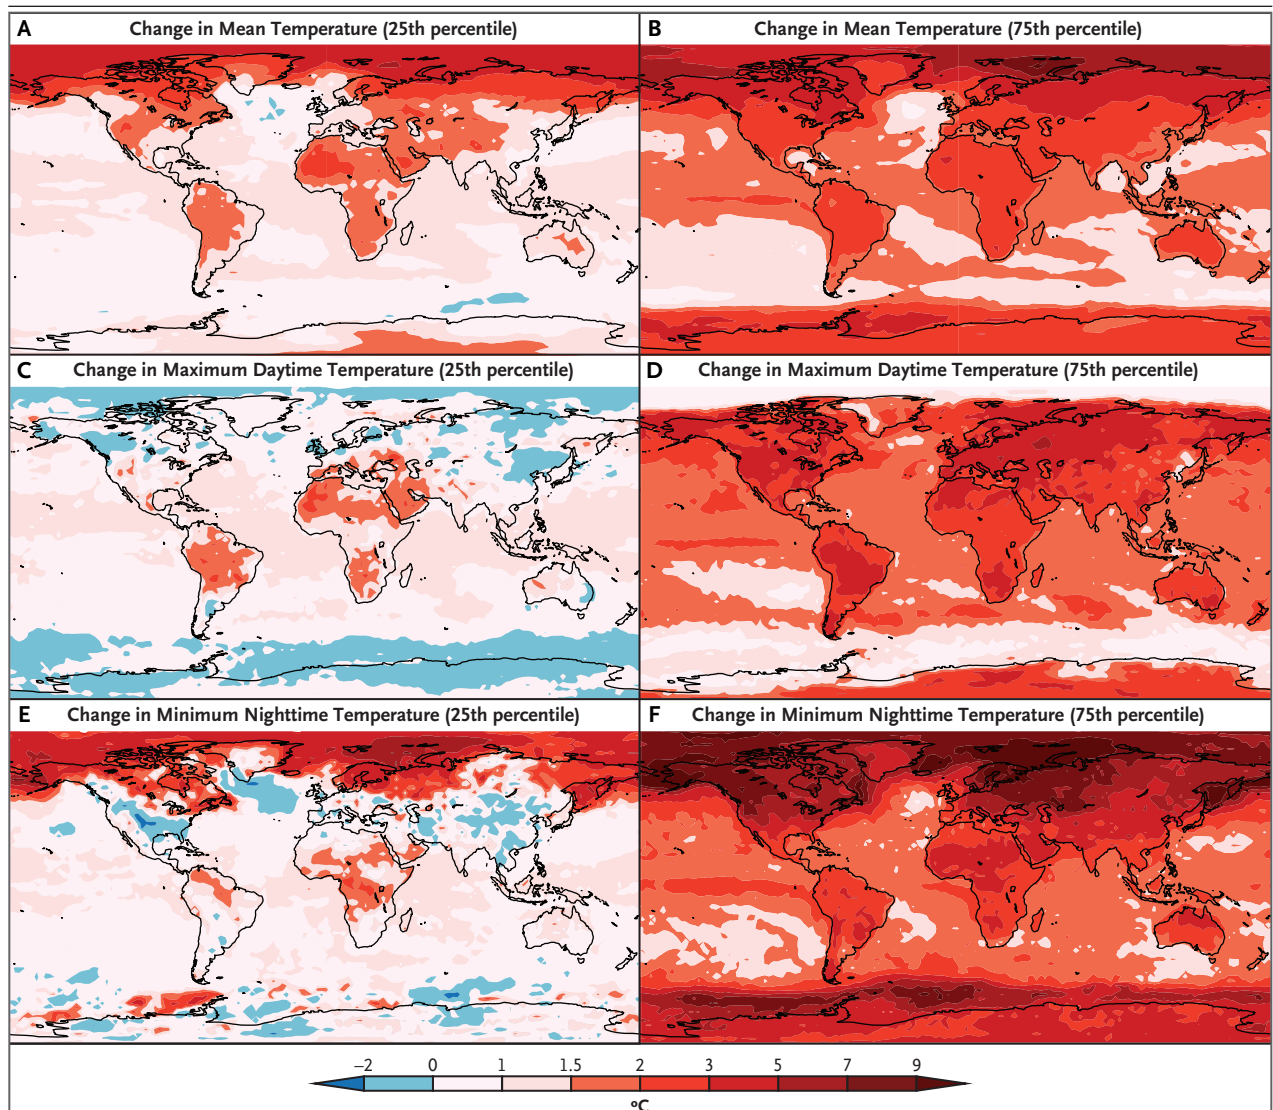 A Change in Mean Temperature (25th percentile)
B Change in Mean Temperature (75th percentile)
C Change in Maximum Daytime Temperature (25th percentile)
D Change in Maximum Daytime Temperature (75th percentile)
E Change in Minimum Nighttime Temperature (25th percentile)
F Change in Minimum Nighttime Temperature (75th percentile)
−2 0 1 1.5 2 3 5 7 9
°C